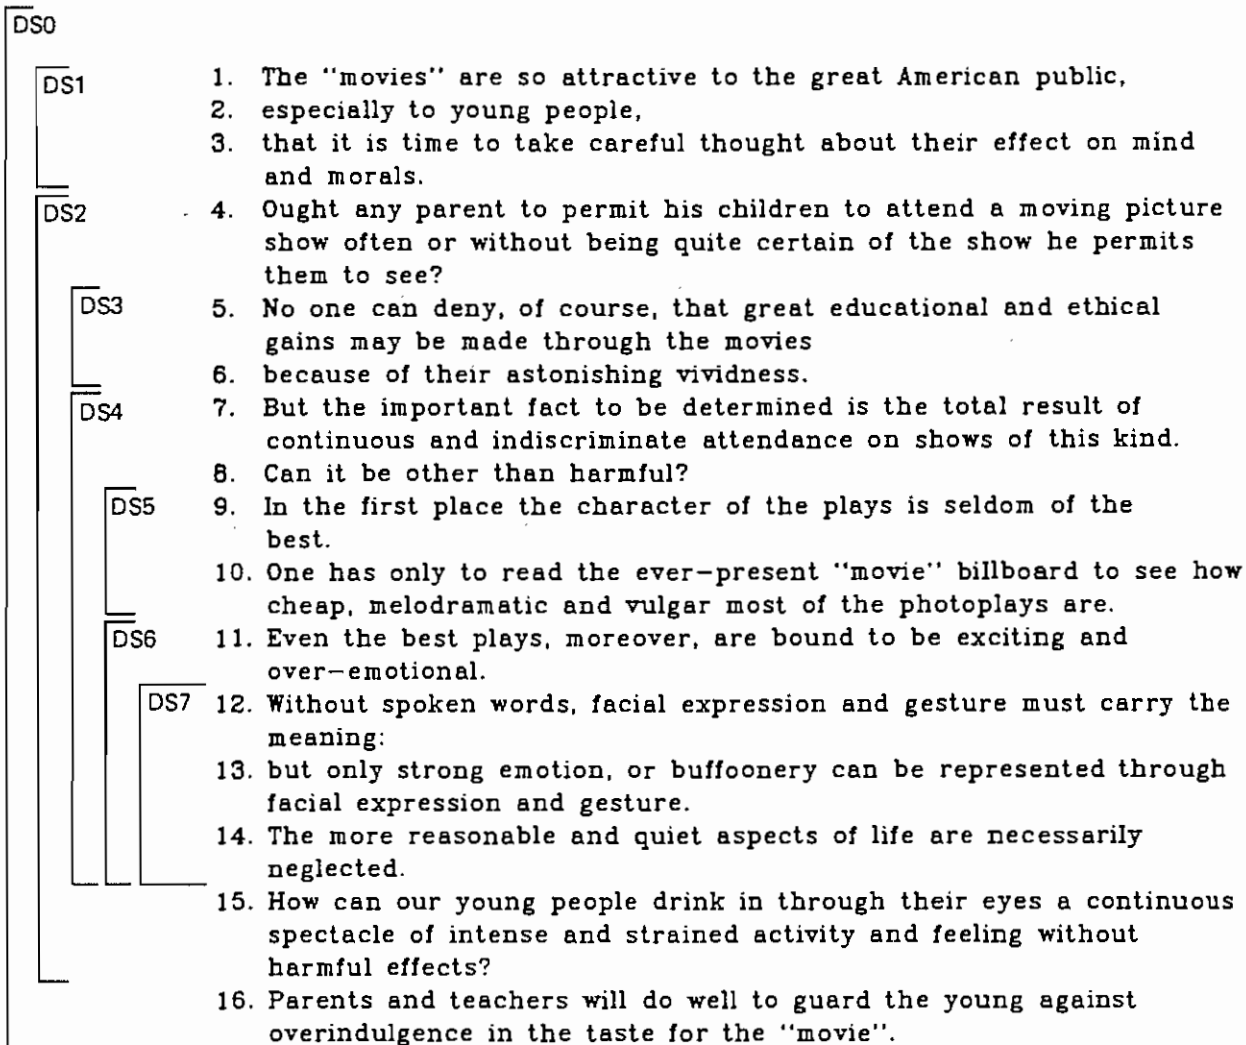 DS0
DS1 1. The "movies" are so attractive to the great American public,
2. especially to young people,
3. that it is time to take careful thought about their effect on mind
and morals.
DS2 4. Ought any parent to permit his children to attend a moving picture
show often or without being quite certain of the show he permits
them to see?
DS3 5. No one can deny, of course, that great educational and ethical
gains may be made through the movies
6. because of their astonishing vividness.
DS4 7. But the important fact to be determined is the total result of
continuous and indiscriminate attendance on shows of this kind.
8. Can it be other than harmful?
DS5 9. In the first place the character of the plays is seldom of the
best.
10. One has only to read the ever-present "movie" billboard to see how
cheap, melodramatic and vulgar most of the photoplays are.
DS6 11. Even the best plays, moreover, are bound to be exciting and
over-emotional.
DS7 12. Without spoken words, facial expression and gesture must carry the
meaning:
13. but only strong emotion, or buffoonery can be represented through
facial expression and gesture.
14. The more reasonable and quiet aspects of life are necessarily
neglected.
15. How can our young people drink in through their eyes a continuous
spectacle of intense and strained activity and feeling without
harmful effects?
16. Parents and teachers will do well to guard the young against
overindulgence in the taste for the "movie".